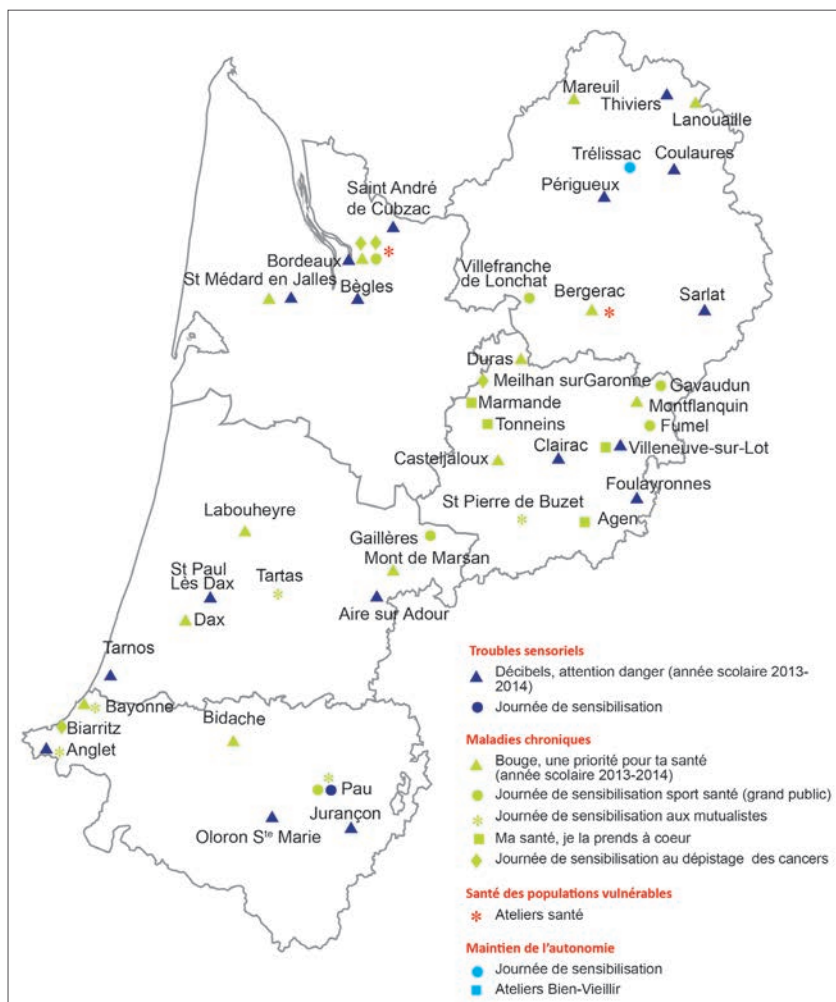 Mareuil
Thiviers
Lanouaille
Trélissac
Coulaures
Périgueux
Saint André
de Cubzac
Bordeaux
St Médard en Jalles
Bègles
Villefranche
de Lonchat
Bergerac
Sarlat
Duras
Meilhan surGaronne
Gavaudun
Marmande
Montflanquin
Tonneins
Fumel
Casteljaloux
Clairac
Villeneuve-sur-Lot
Foulayronnes
St Pierre de Buzet
Agen
Labouheyre
Gaillères
Mont de Marsan
St Paul
Lès Dax
Tartas
Aire sur Adour
Dax
Tarnos
Bayonne
Biarritz
Anglet
Bidache
Pau
Jurançon
Oloron Ste Marie
Troubles sensoriels
Décibels, attention danger (année scolaire 2013-
2014)
Journée de sensibilisation
Maladies chroniques
Bouge, une priorité pour ta santé
(année scolaire 2013-2014)
Journée de sensibilisation sport santé (grand public)
Journée de sensibilisation aux mutualistes
Ma santé, je la prends à coeur
Journée de sensibilisation au dépistage des cancers
Santé des populations vulnérables
Ateliers santé
Maintien de l'autonomie
Journée de sensibilisation
Ateliers Bien-Vieillir